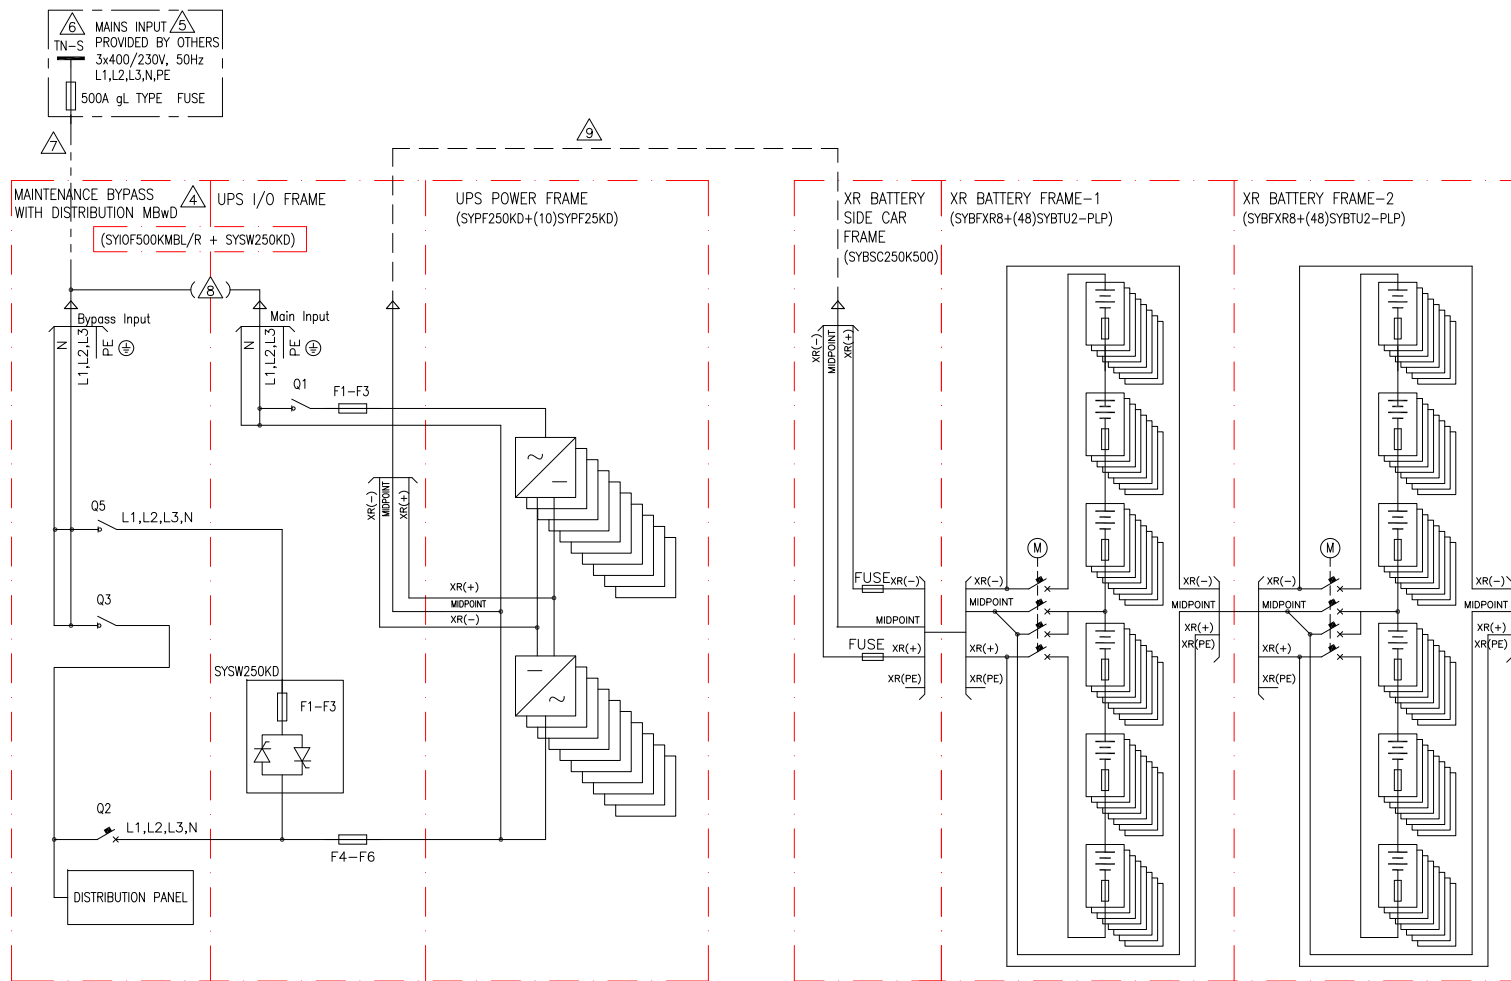 6 MAINS INPUT 5
TN-S PROVIDED BY OTHERS
3x400/230V, 50Hz
L1,L2,L3,N,PE
500A gL TYPE FUSE
7
9
MAINTENANCE BYPASS
WITH DISTRIBUTION MBwD
4
UPS I/O FRAME
(SYIOF500KMBL/R + SYSW250KD)
UPS POWER FRAME
(SYPF250KD+(10)SYPF25KD)
XR BATTERY
SIDE CAR
FRAME
(SYBSC250K500)
XR BATTERY FRAME-1
(SYBFXR8+(48)SYBTU2-PLP)
XR BATTERY FRAME-2
(SYBFXR8+(48)SYBTU2-PLP)
8
Bypass Input
N
L1,L2,L3
PE
Main Input
N
L1,L2,L3
PE
Q1
F1-F3
XR(-)
MIDPOINT
XR(+)
XR(-)
MIDPOINT
XR(+)
Q5
L1,L2,L3,N
Q3
XR(+)
MIDPOINT
XR(-)
SYSW250KD
F1-F3
Q2
L1,L2,L3,N
F4-F6
DISTRIBUTION PANEL
FUSE
XR(-)
MIDPOINT
FUSE
XR(+)
XR(PE)
M
XR(-)
MIDPOINT
XR(+)
XR(PE)
XR(-)
MIDPOINT
XR(+)
XR(PE)
M
XR(-)
MIDPOINT
XR(+)
XR(PE)
XR(-)
MIDPOINT
XR(+)
XR(PE)